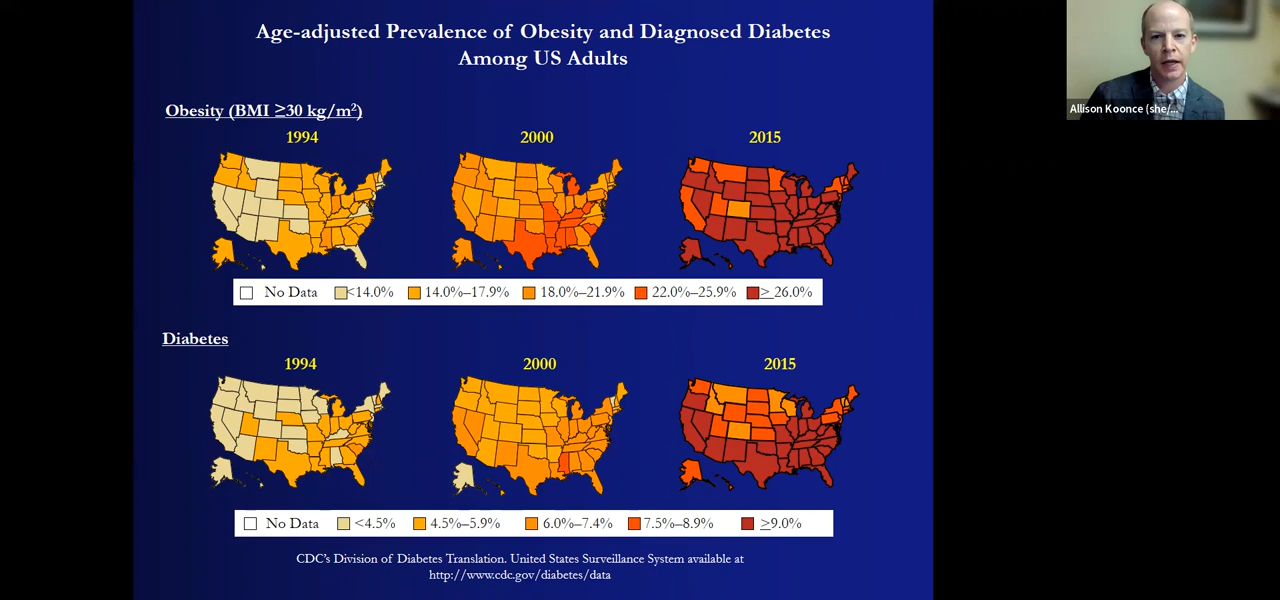 Age-adjusted Prevalence of Obesity and Diagnosed Diabetes
Among US Adults
Obesity (BMI ≥30 kg/m²)
1994
2000
2015
No Data
<14.0%
14.0%–17.9%
18.0%–21.9%
22.0%–25.9%
≥ 26.0%
Diabetes
1994
2000
2015
No Data
<4.5%
4.5%–5.9%
6.0%–7.4%
7.5%–8.9%
≥9.0%
CDC's Division of Diabetes Translation. United States Surveillance System available at
http://www.cdc.gov/diabetes/data
Allison Koonce (she/...